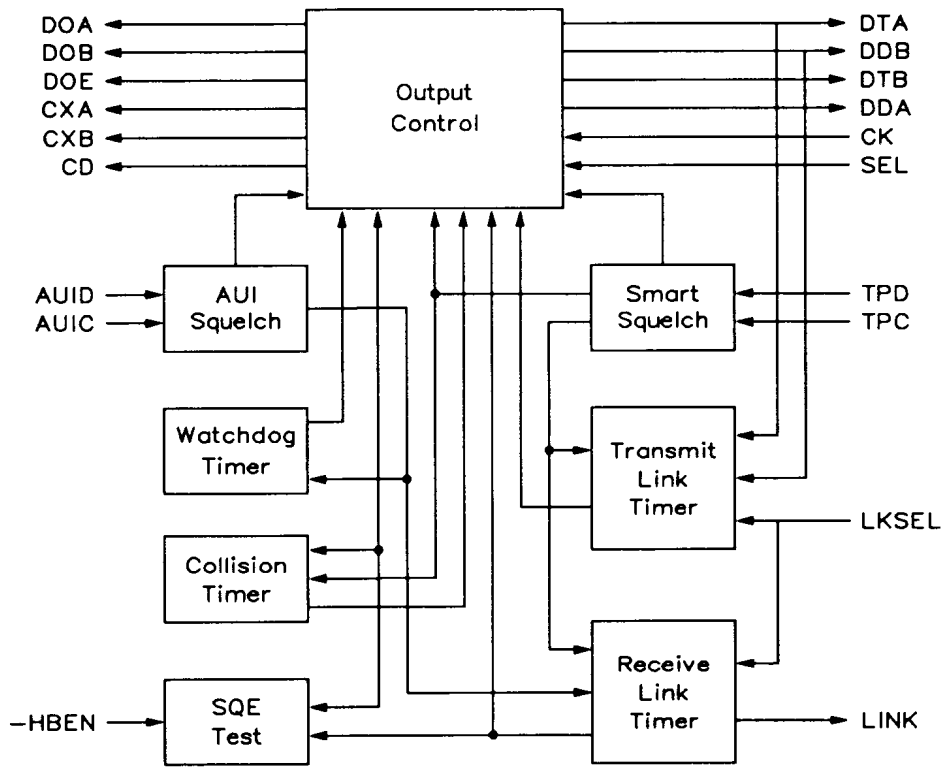 DOA
DOB
DOE
CXA
CXB
CD
Output
Control
DTA
DDB
DTB
DDA
CK
SEL
AUID
AUIC
AUI
Squelch
Smart
Squelch
TPD
TPC
Watchdog
Timer
Transmit
Link
Timer
LKSEL
Collision
Timer
-HBEN
SQE
Test
Receive
Link
Timer
LINK